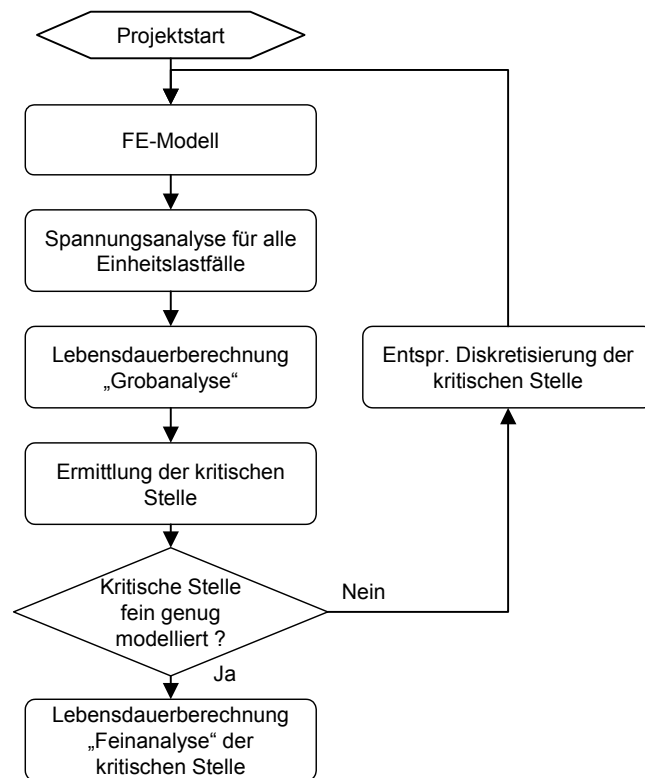 Projektstart
FE-Modell
Spannungsanalyse für alle
Einheitslastfälle
Lebensdauerberechnung
„Grobanalyse“
Entspr. Diskretisierung der
kritischen Stelle
Ermittlung der kritischen
Stelle
Kritische Stelle
fein genug
modelliert ?
Nein
Ja
Lebensdauerberechnung
„Feinanalyse“ der
kritischen Stelle